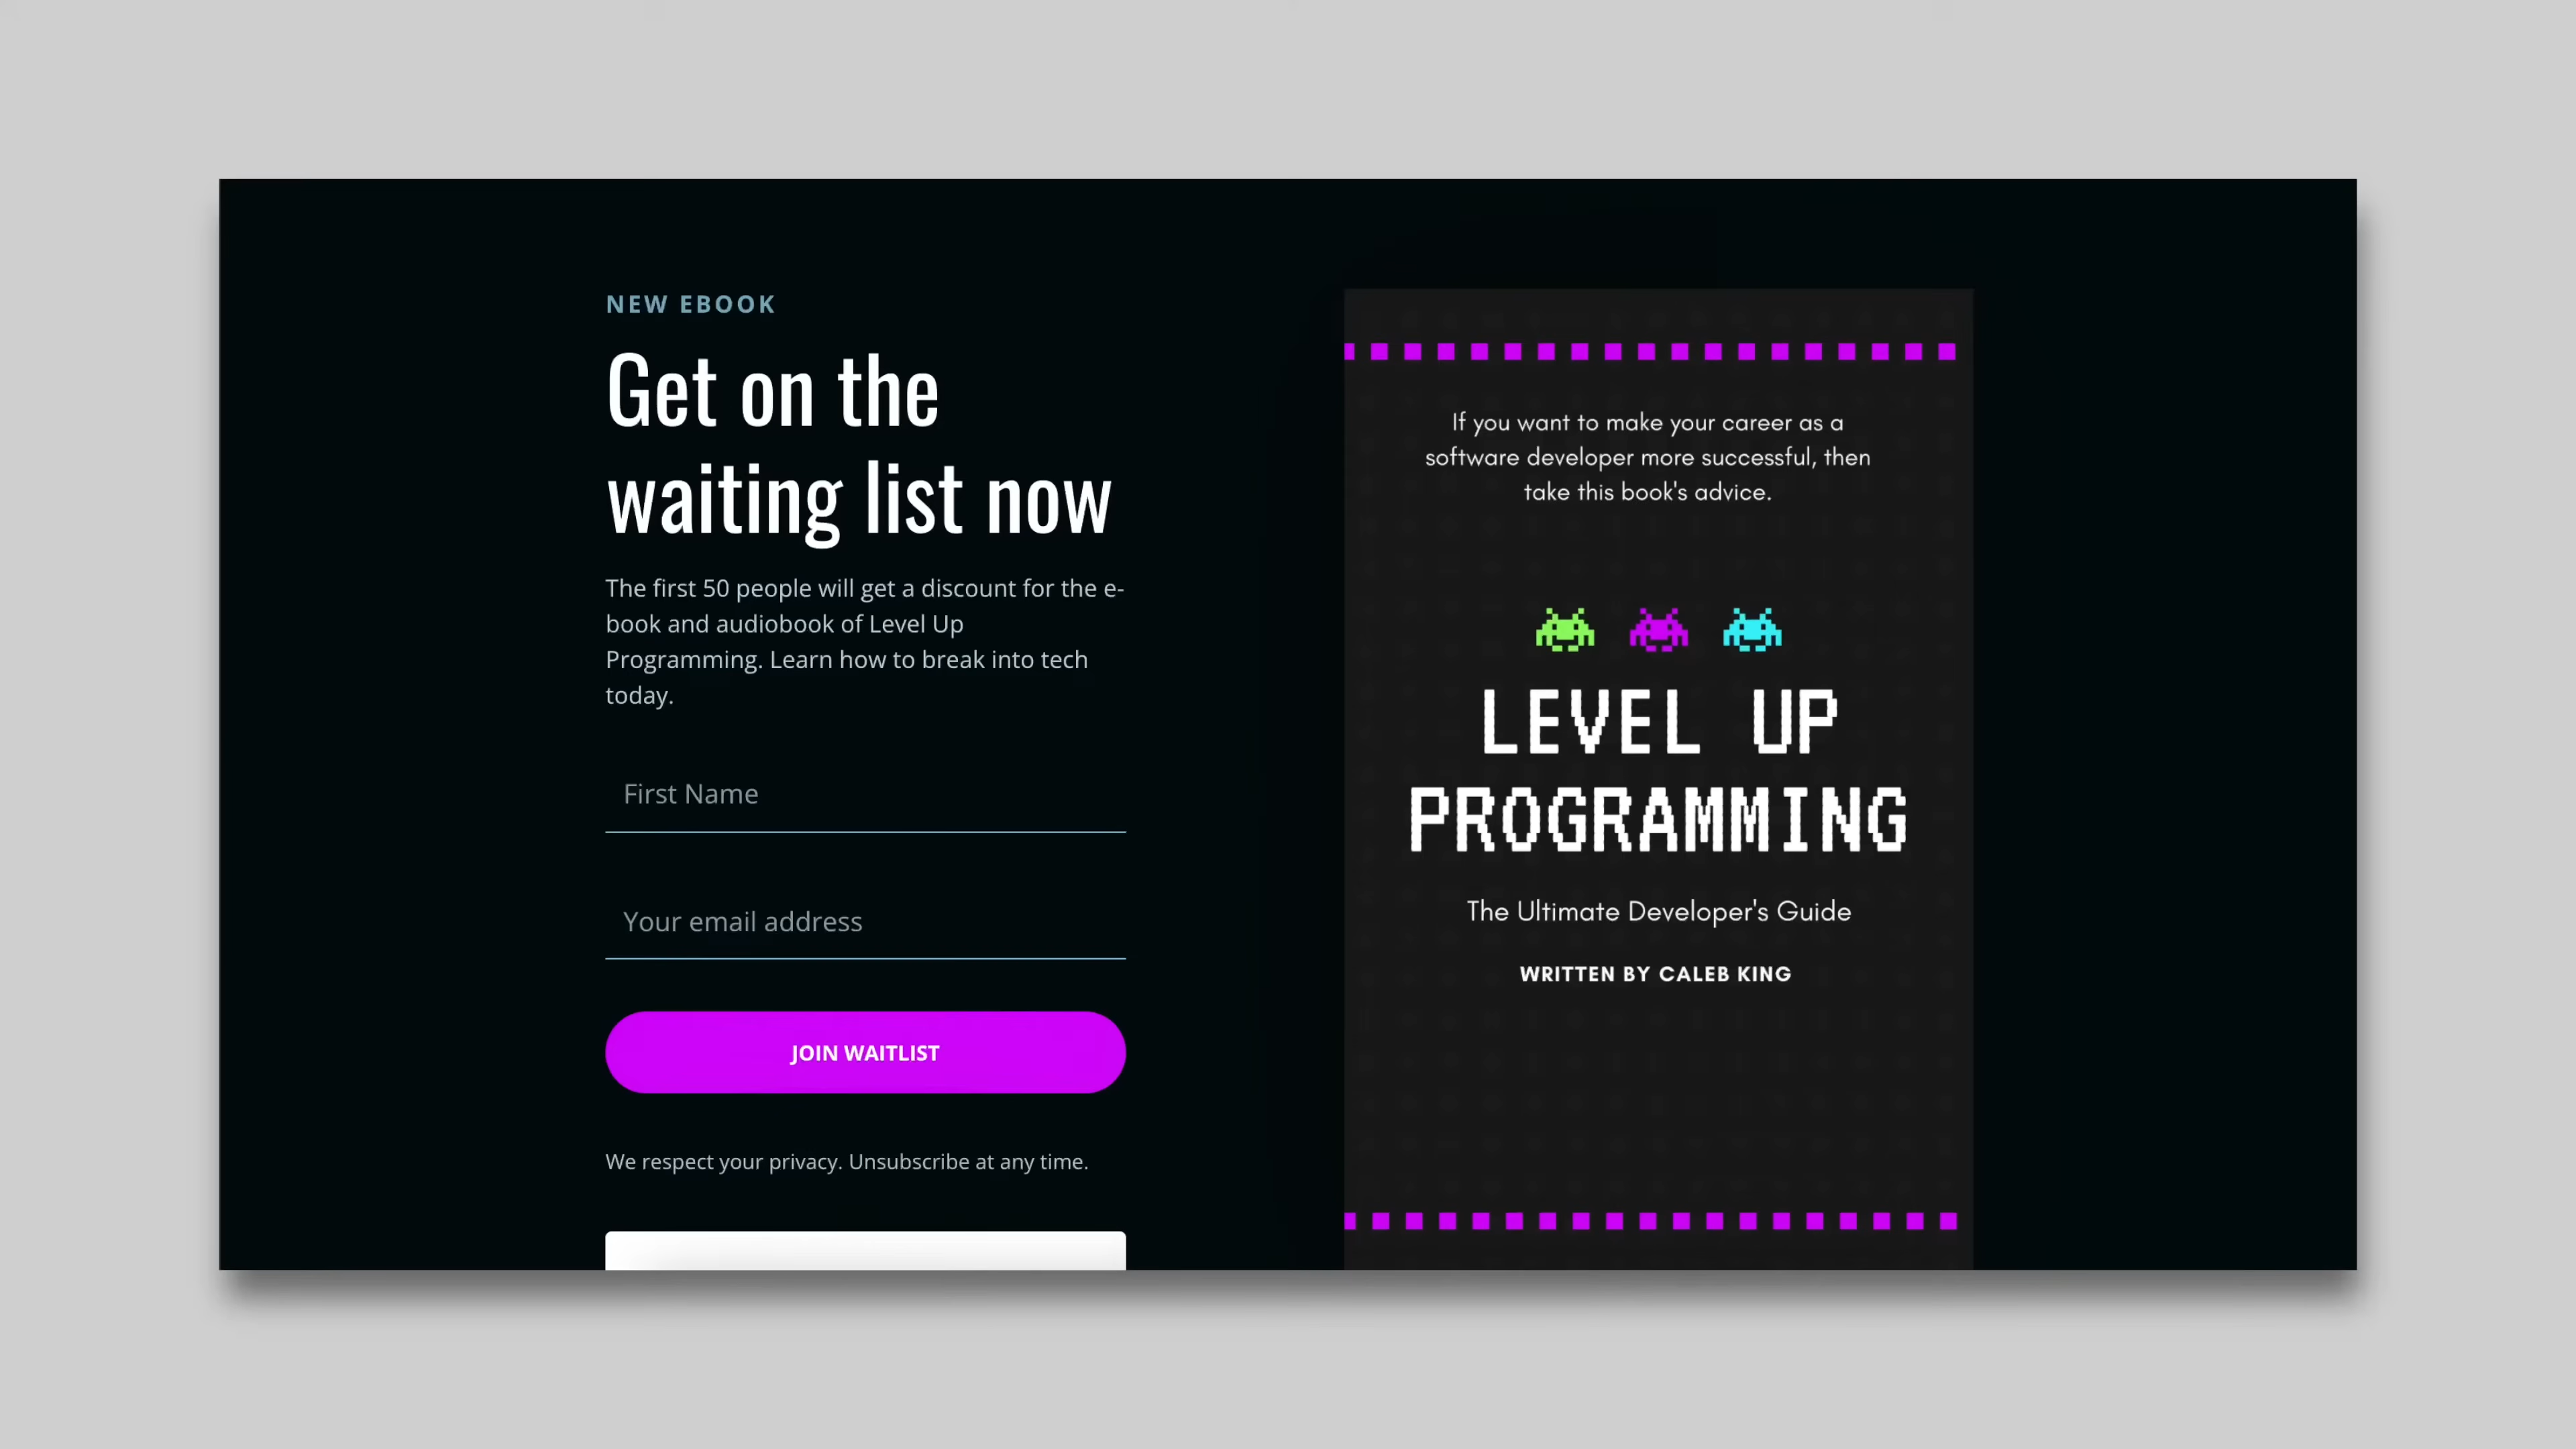 NEW EBOOK
Get on the
waiting list now
The first 50 people will get a discount for the e-
book and audiobook of Level Up
Programming. Learn how to break into tech
today.
First Name
Your email address
JOIN WAITLIST
We respect your privacy. Unsubscribe at any time.
If you want to make your career as a
software developer more successful, then
take this book's advice.
LEVEL UP
PROGRAMMING
The Ultimate Developer's Guide
WRITTEN BY CALEB KING